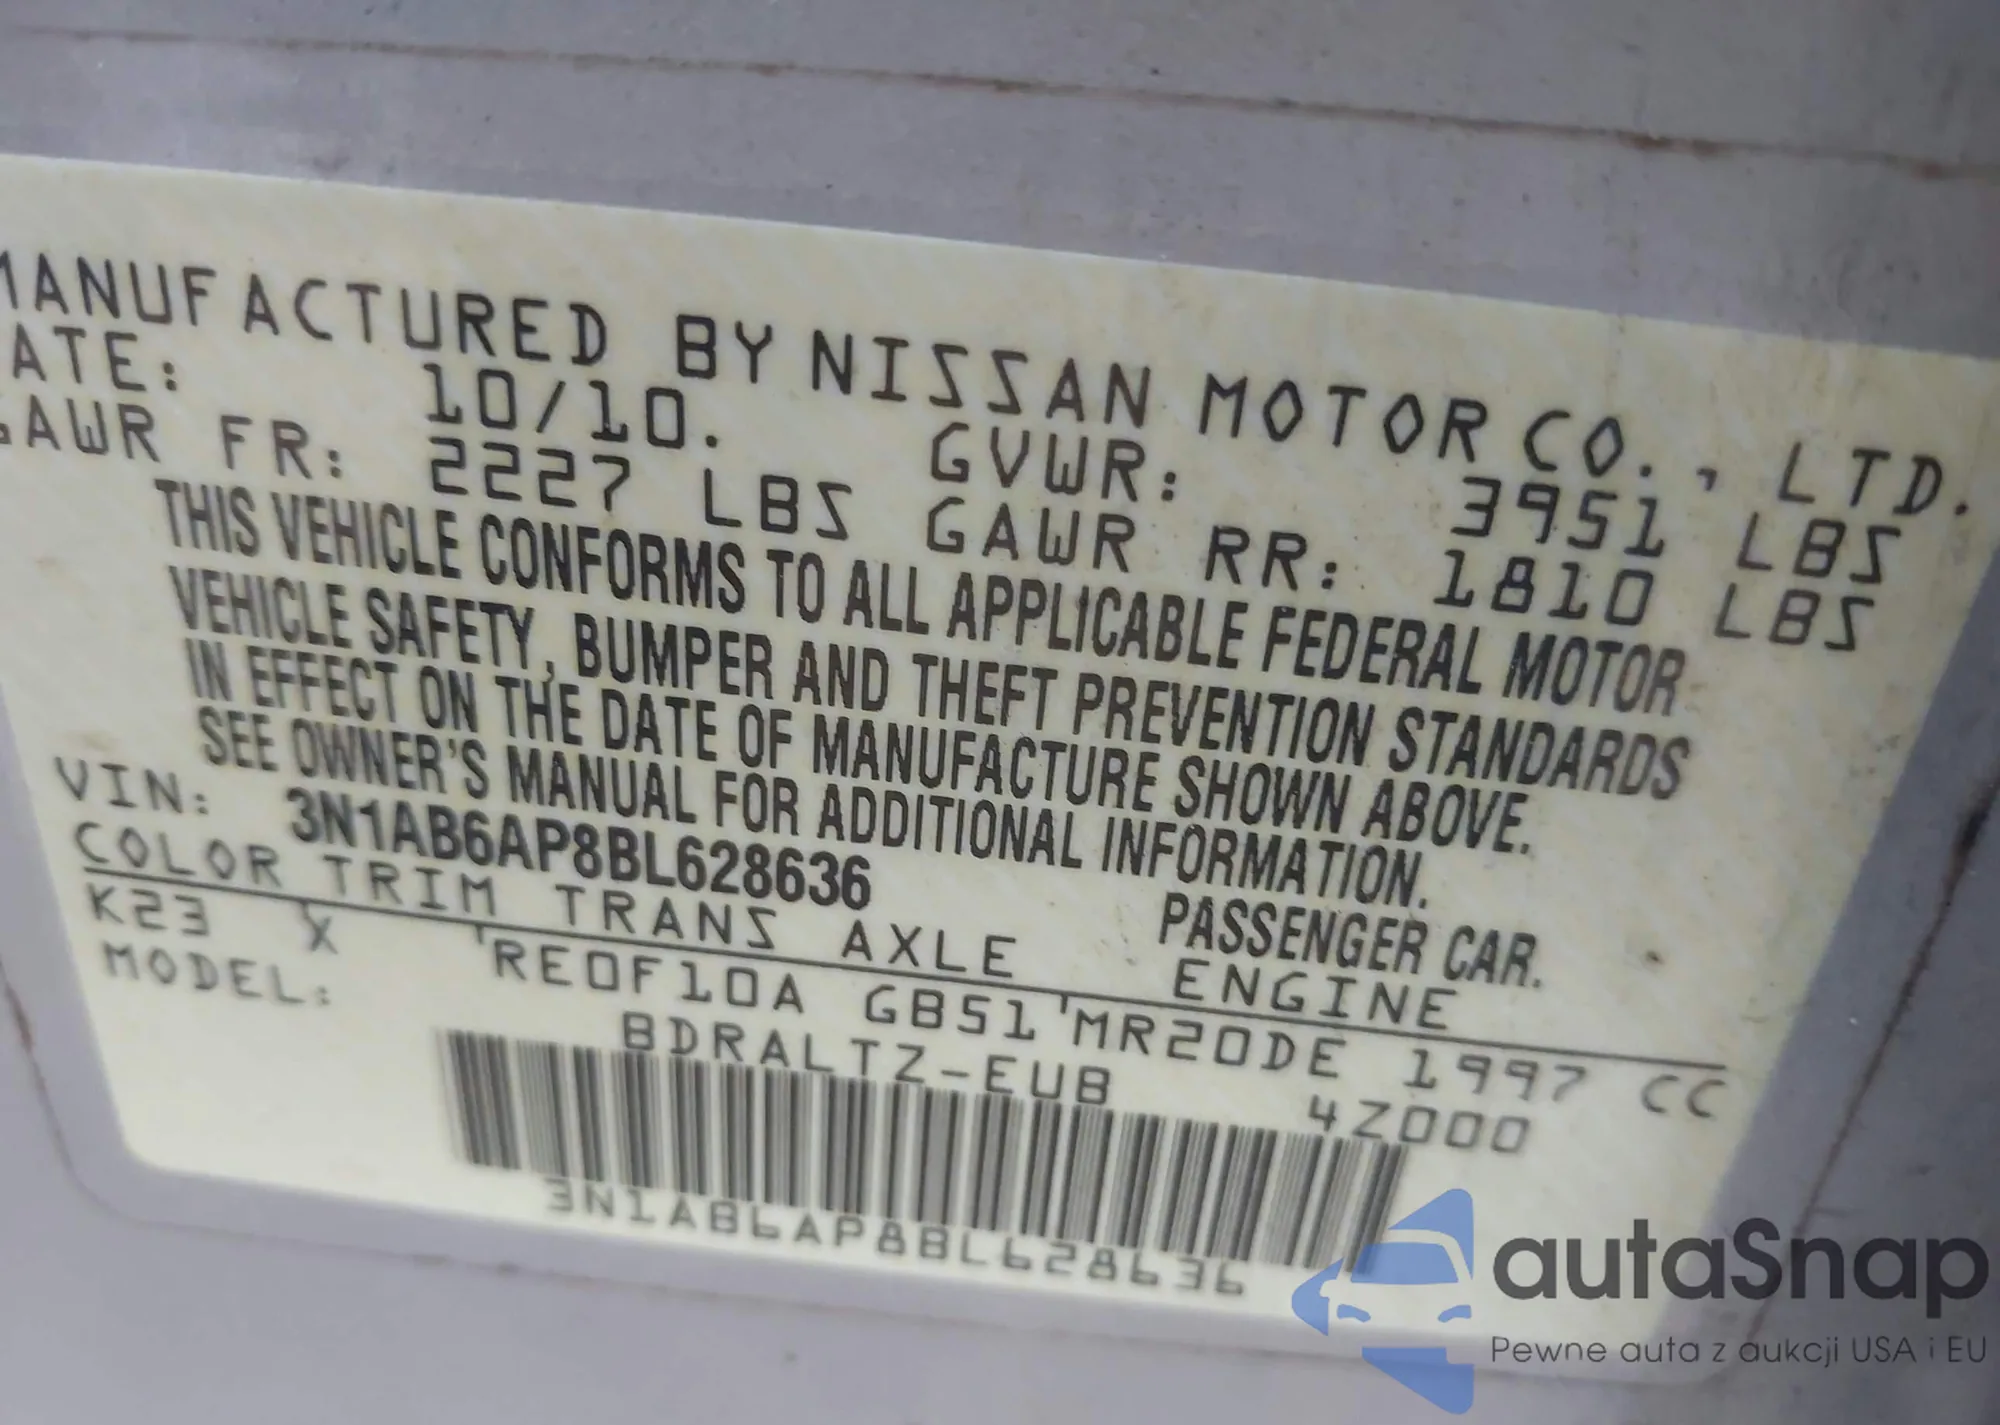 MANUFACTURED BY NISSAN MOTOR CO., LTD.
ATE: 10/10. GVWR: 3951 LBS
GAWR FR: 2227 LBS GAWR RR: 1810 LBS
THIS VEHICLE CONFORMS TO ALL APPLICABLE FEDERAL MOTOR
VEHICLE SAFETY, BUMPER AND THEFT PREVENTION STANDARDS
IN EFFECT ON THE DATE OF MANUFACTURE SHOWN ABOVE.
SEE OWNER'S MANUAL FOR ADDITIONAL INFORMATION.
VIN: 3N1AB6AP8BL628636 PASSENGER CAR.
COLOR TRIM TRANS AXLE ENGINE
K23 X RE0F10A GB51 MR20DE 1997 CC
MODEL: BDRALTZ-EUB 4Z000
3N1AB6AP8BL628636
autaSnap
Pewne auta z aukcji USA i EU